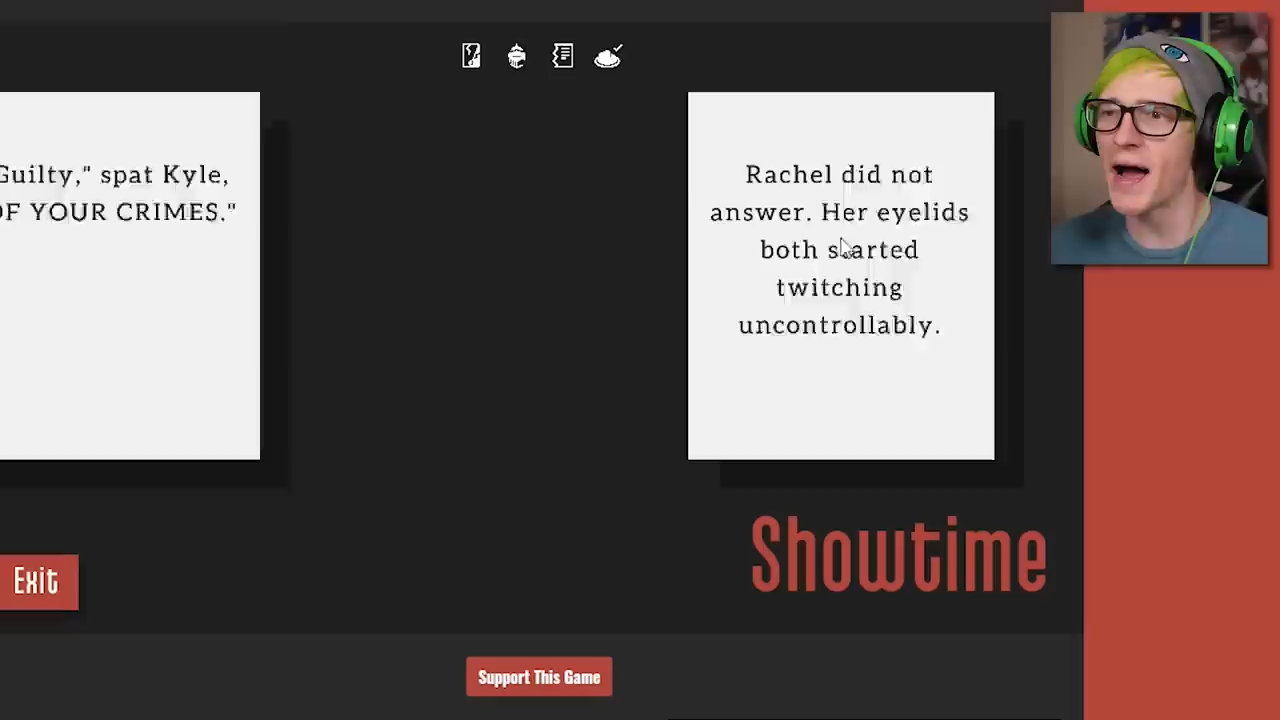 Guilty," spat Kyle,
OF YOUR CRIMES."
Rachel did not
answer. Her eyelids
both started
twitching
uncontrollably.
Showtime
Exit
Support This Game